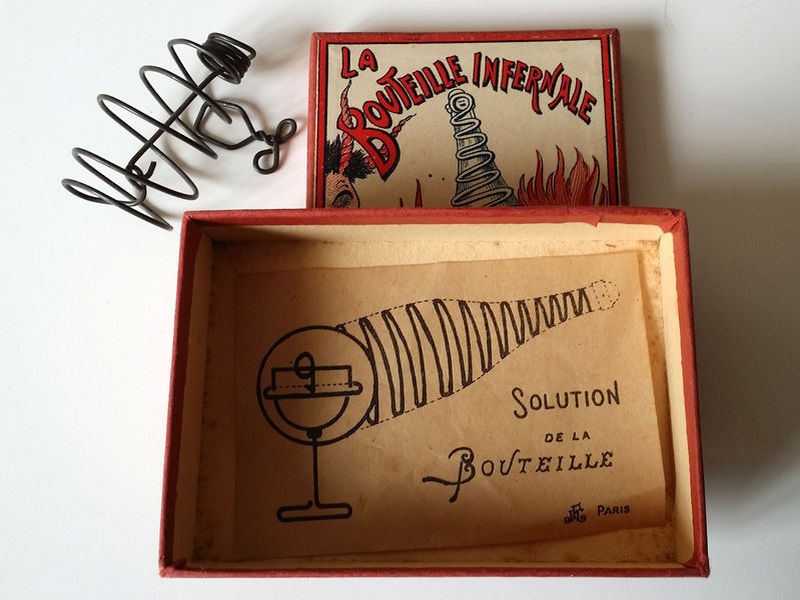 LA
BOUTEILLE INFERNALE
SOLUTION
DE LA
BOUTEILLE
PARIS